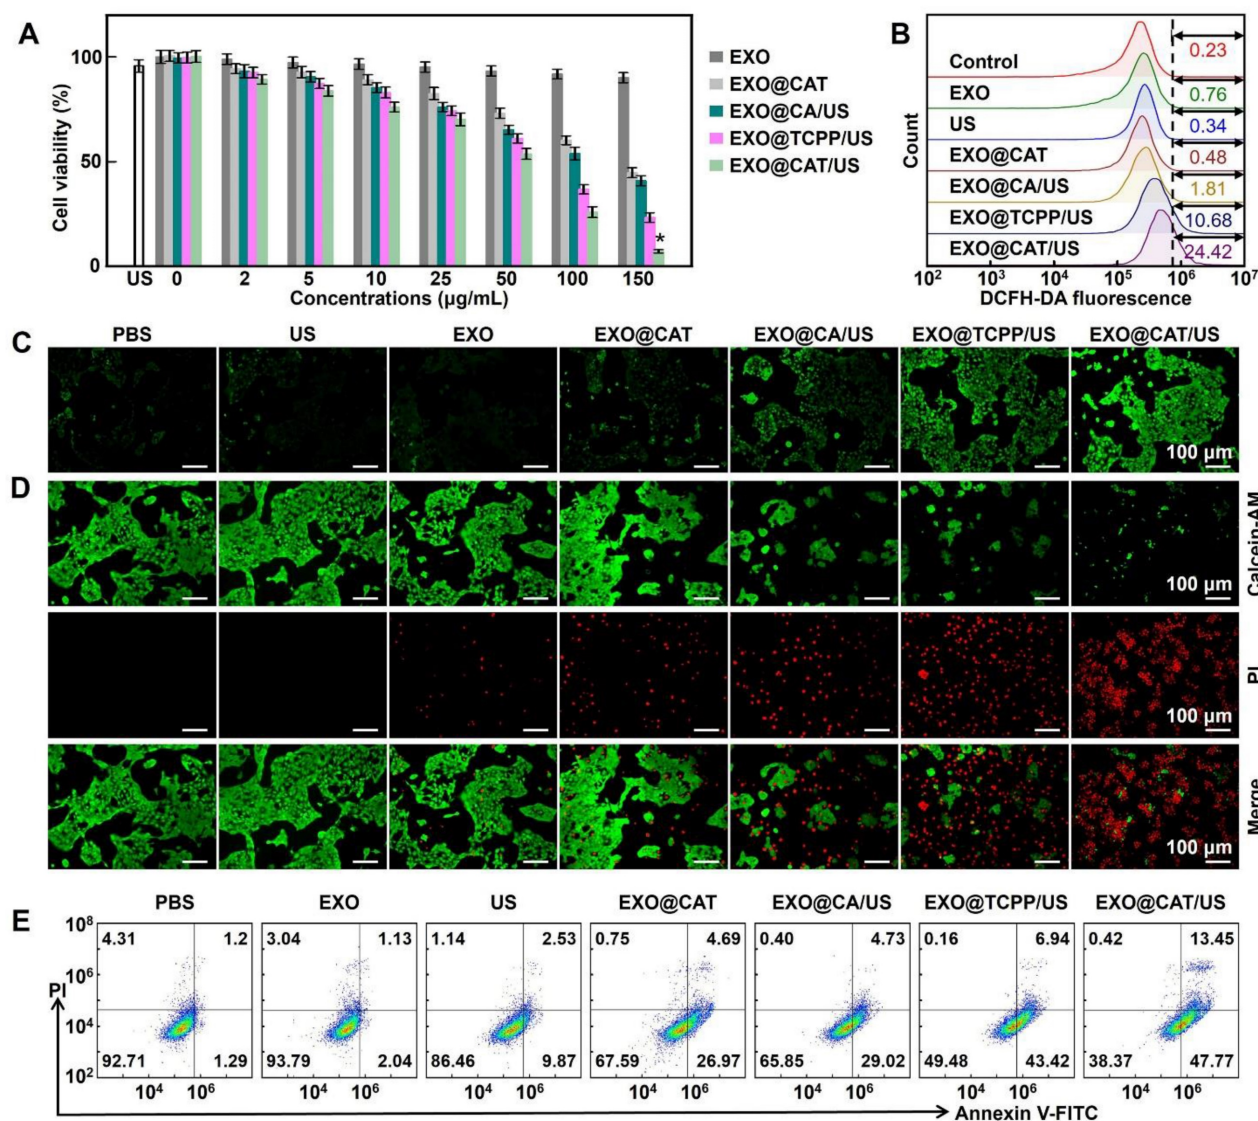 A
Cell viability (%)
100
50
0
US 0 2 5 10 25 50 100 150
Concentrations (µg/mL)
*
EXO
EXO@CAT
EXO@CA/US
EXO@TCPP/US
EXO@CAT/US
B
Count
Control 0.23
EXO 0.76
US 0.34
EXO@CAT 0.48
EXO@CA/US 1.81
EXO@TCPP/US 10.68
EXO@CAT/US 24.42
10² 10³ 10⁴ 10⁵ 10⁶ 10⁷
DCFH-DA fluorescence
C
PBS US EXO EXO@CAT EXO@CA/US EXO@TCPP/US EXO@CAT/US
100 µm
D
Calcein-AM
100 µm
PI
100 µm
Merge
100 µm
E
PBS EXO US EXO@CAT EXO@CA/US EXO@TCPP/US EXO@CAT/US
10⁸
4.31 1.2 3.04 1.13 1.14 2.53 0.75 4.69 0.40 4.73 0.16 6.94 0.42 13.45
10⁶
PI
10⁴
92.71 1.29 93.79 2.04 86.46 9.87 67.59 26.97 65.85 29.02 49.48 43.42 38.37 47.77
10²
10⁴ 10⁶ 10⁴ 10⁶ 10⁴ 10⁶ 10⁴ 10⁶ 10⁴ 10⁶ 10⁴ 10⁶ 10⁴ 10⁶
Annexin V-FITC